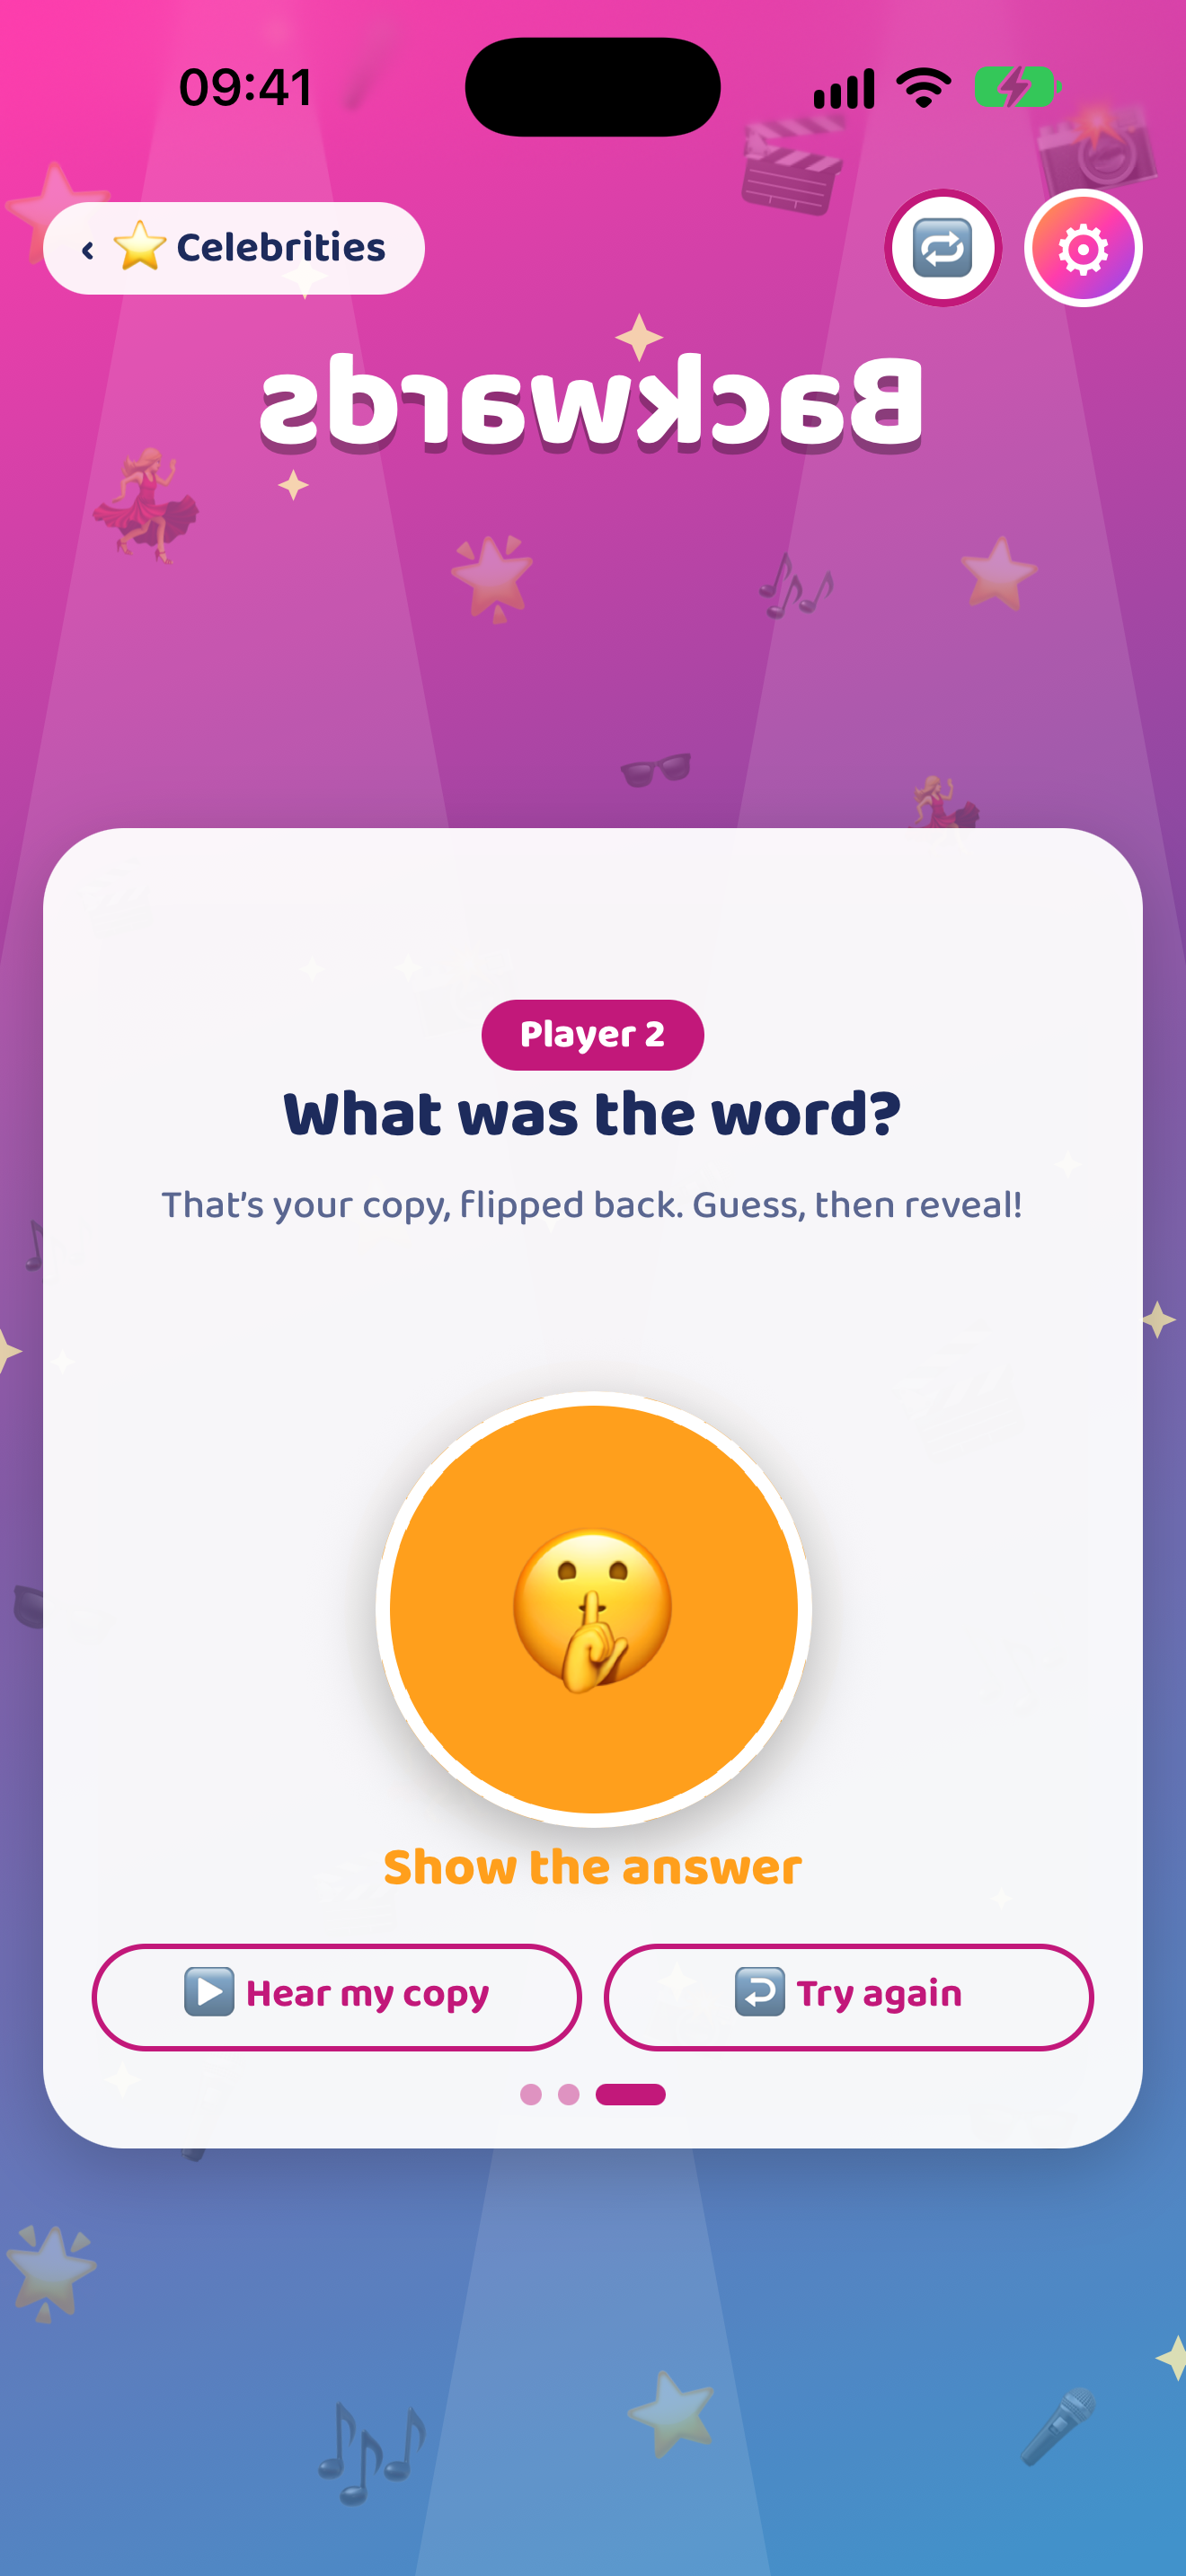 09:41
‹ ⭐ Celebrities
Backwards
Player 2
What was the word?
That's your copy, flipped back. Guess, then reveal!
Show the answer
Hear my copy
Try again